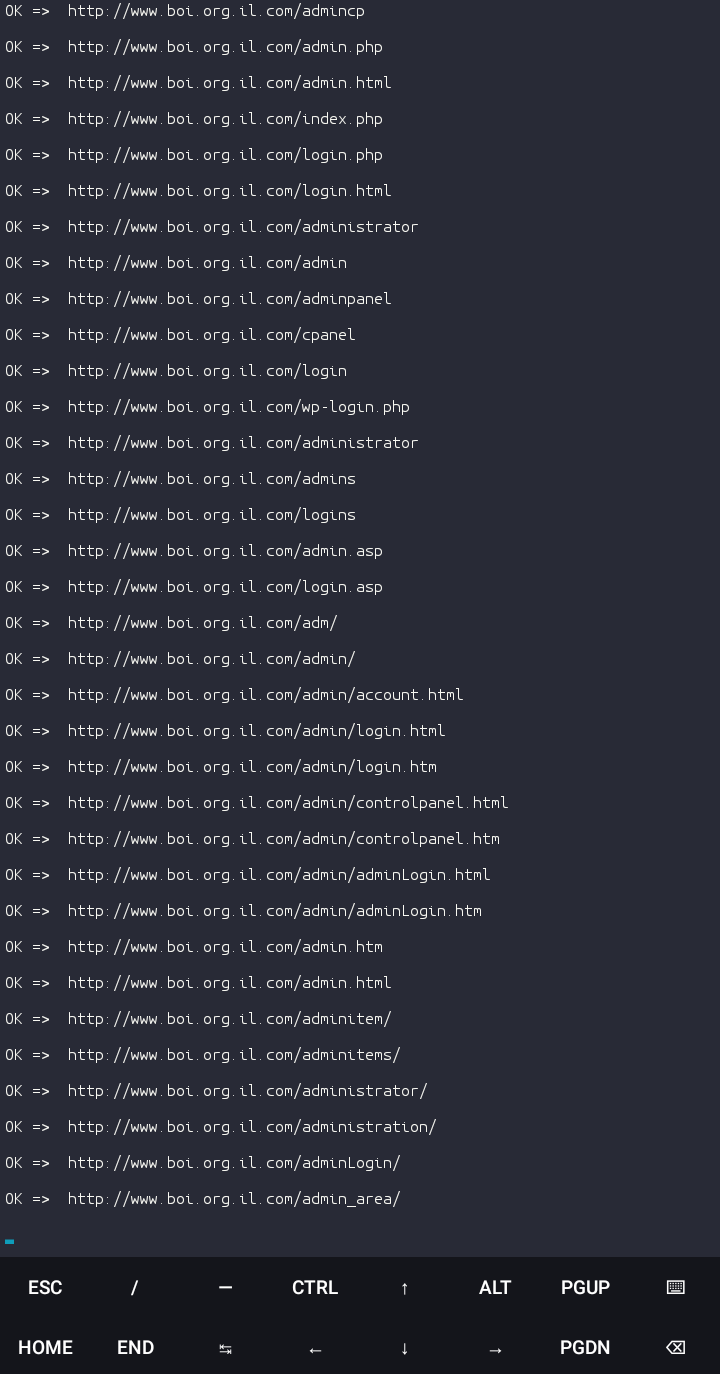 OK => http://www.boi.org.il.com/admincp
OK => http://www.boi.org.il.com/admin.php
OK => http://www.boi.org.il.com/admin.html
OK => http://www.boi.org.il.com/index.php
OK => http://www.boi.org.il.com/login.php
OK => http://www.boi.org.il.com/login.html
OK => http://www.boi.org.il.com/administrator
OK => http://www.boi.org.il.com/admin
OK => http://www.boi.org.il.com/adminpanel
OK => http://www.boi.org.il.com/cpanel
OK => http://www.boi.org.il.com/login
OK => http://www.boi.org.il.com/wp-login.php
OK => http://www.boi.org.il.com/administrator
OK => http://www.boi.org.il.com/admins
OK => http://www.boi.org.il.com/logins
OK => http://www.boi.org.il.com/admin.asp
OK => http://www.boi.org.il.com/login.asp
OK => http://www.boi.org.il.com/adm/
OK => http://www.boi.org.il.com/admin/
OK => http://www.boi.org.il.com/admin/account.html
OK => http://www.boi.org.il.com/admin/login.html
OK => http://www.boi.org.il.com/admin/login.htm
OK => http://www.boi.org.il.com/admin/controlpanel.html
OK => http://www.boi.org.il.com/admin/controlpanel.htm
OK => http://www.boi.org.il.com/admin/adminLogin.html
OK => http://www.boi.org.il.com/admin/adminLogin.htm
OK => http://www.boi.org.il.com/admin.htm
OK => http://www.boi.org.il.com/admin.html
OK => http://www.boi.org.il.com/adminitem/
OK => http://www.boi.org.il.com/adminitems/
OK => http://www.boi.org.il.com/administrator/
OK => http://www.boi.org.il.com/administration/
OK => http://www.boi.org.il.com/adminLogin/
OK => http://www.boi.org.il.com/admin_area/
ESC / — CTRL ↑ ALT PGUP
HOME END ↹ ← ↓ → PGDN ⌫